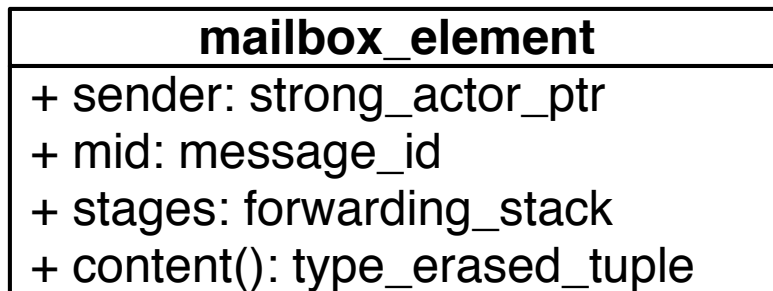 mailbox_element
+ sender: strong_actor_ptr
+ mid: message_id
+ stages: forwarding_stack
+ content(): type_erased_tuple